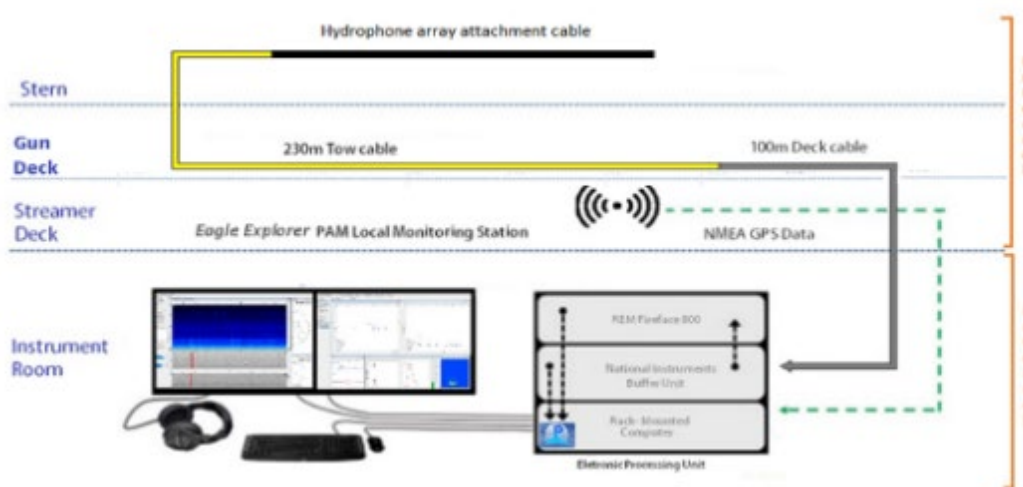 Hydrophone array attachment cable
Stern
Gun
Deck
230m Tow cable
100m Deck cable
Streamer
Deck
Eagle Explorer PAM Local Monitoring Station
NMEA GPS Data
Instrument
Room
REM Fireface 800
National Instruments
Buffer Unit
Rack-Mounted
Computer
Eletronic Processing Unit